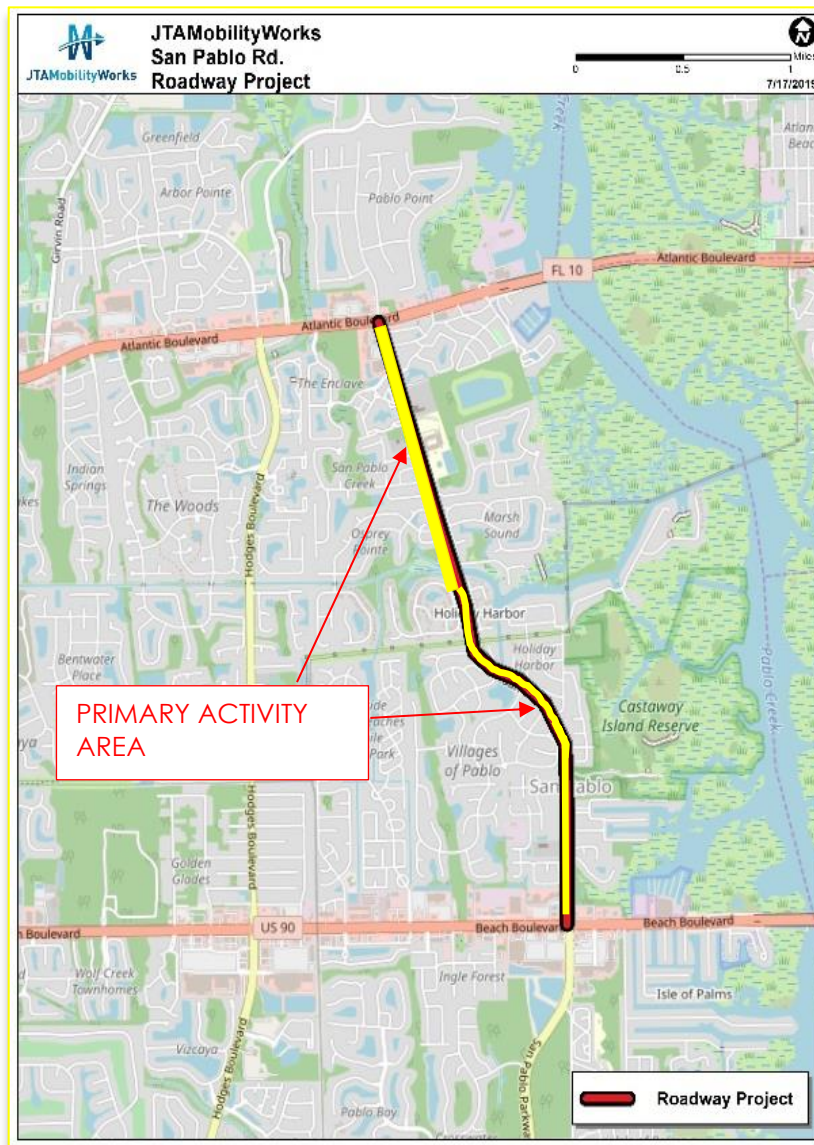 JTAMobilityWorks
JTAMobilityWorks
San Pablo Rd.
Roadway Project
N
Miles
0 0.5 1
7/17/2019
Creek
Greenfield
Arbor Pointe
Pablo Point
Girvin Road
FL 10
Atlantic Boulevard
Atlantic Boulevard
Atlantic Boulevard
The Enclave
San Pablo
Creek
Indian
Springs
The Woods
Hodges Boulevard
Marsh
Sound
Osprey
Pointe
Holiday Harbor
Holiday
Harbor
Bentwater
Place
Pablo Creek
PRIMARY ACTIVITY
AREA
Castaway
Island Reserve
Villages
of Pablo
San Pablo
Hodges Boulevard
Golden
Glades
US 90
Beach Boulevard
Beach Boulevard
Boulevard
Wolf Creek
Townhomes
Ingle Forest
Isle of Palms
Vizcaya
Hodges Boulevard
San Pablo Parkway
Pablo Bay
Roadway Project